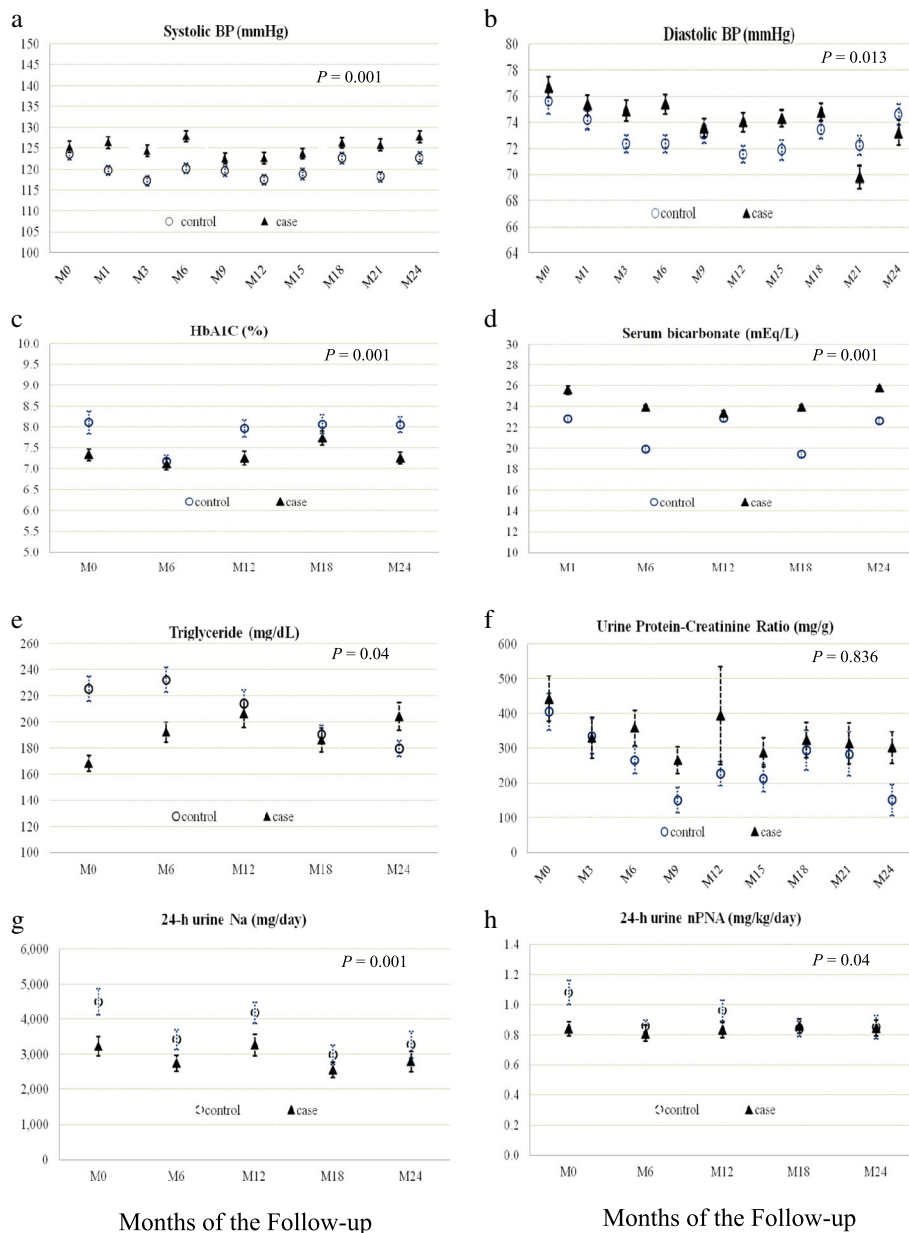 a
Systolic BP (mmHg)
P = 0.001
150
145
140
135
130
125
120
115
110
105
100
control case
M0 M1 M3 M6 M9 M12 M15 M18 M21 M24
b
Diastolic BP (mmHg)
P = 0.013
80
78
76
74
72
70
68
66
64
control case
M0 M1 M3 M6 M9 M12 M15 M18 M21 M24
c
HbA1C (%)
P = 0.001
10.0
9.5
9.0
8.5
8.0
7.5
7.0
6.5
6.0
5.5
5.0
control case
M0 M6 M12 M18 M24
d
Serum bicarbonate (mEq/L)
P = 0.001
30
28
26
24
22
20
18
16
14
12
10
control case
M1 M6 M12 M18 M24
e
Triglyceride (mg/dL)
P = 0.04
260
240
220
200
180
160
140
120
100
control case
M0 M6 M12 M18 M24
f
Urine Protein-Creatinine Ratio (mg/g)
P = 0.836
600
500
400
300
200
100
0
control case
M0 M3 M6 M9 M12 M15 M18 M21 M24
g
24-h urine Na (mg/day)
P = 0.001
6,000
5,000
4,000
3,000
2,000
1,000
0
control case
M0 M6 M12 M18 M24
Months of the Follow-up
h
24-h urine nPNA (mg/kg/day)
P = 0.04
1.4
1.2
1.0
0.8
0.6
0.4
0.2
0.0
control case
M0 M6 M12 M18 M24
Months of the Follow-up